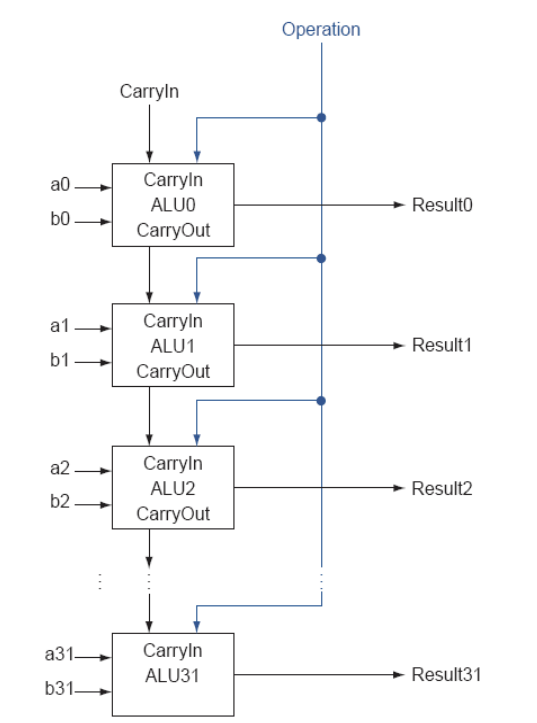 Operation
CarryIn
a0
b0
CarryIn
ALU0
CarryOut
Result0
a1
b1
CarryIn
ALU1
CarryOut
Result1
a2
b2
CarryIn
ALU2
CarryOut
Result2
a31
b31
CarryIn
ALU31
Result31